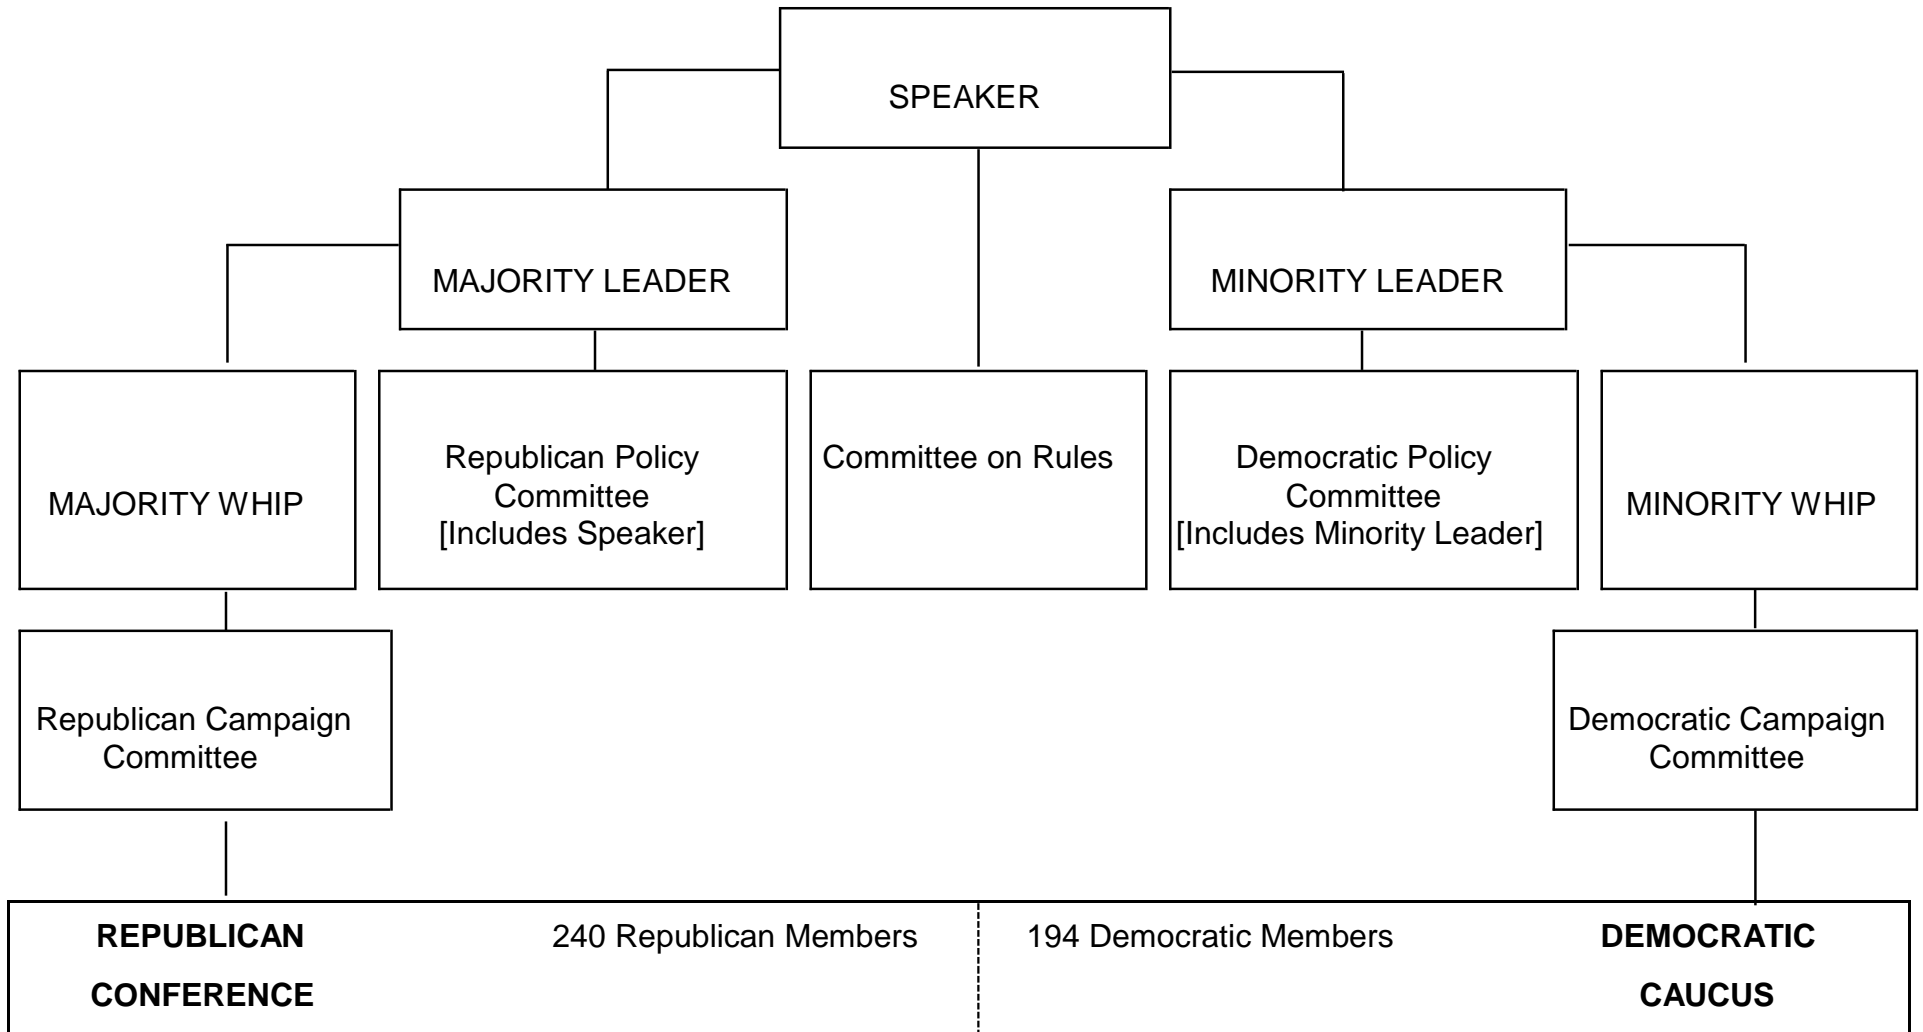 SPEAKER
MAJORITY LEADER
MINORITY LEADER
MAJORITY WHIP
Republican Policy
Committee
[Includes Speaker]
Committee on Rules
Democratic Policy
Committee
[Includes Minority Leader]
MINORITY WHIP
Republican Campaign
Committee
Democratic Campaign
Committee
REPUBLICAN
CONFERENCE
240 Republican Members
194 Democratic Members
DEMOCRATIC
CAUCUS